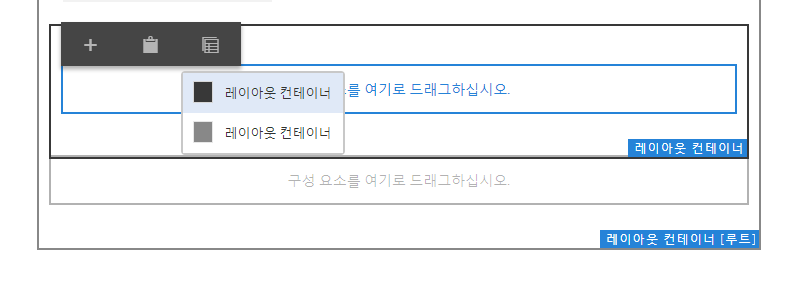 레이아웃 컨테이너
를 여기로 드래그하십시오.
레이아웃 컨테이너
레이아웃 컨테이너
구성 요소를 여기로 드래그하십시오.
레이아웃 컨테이너 [루트]